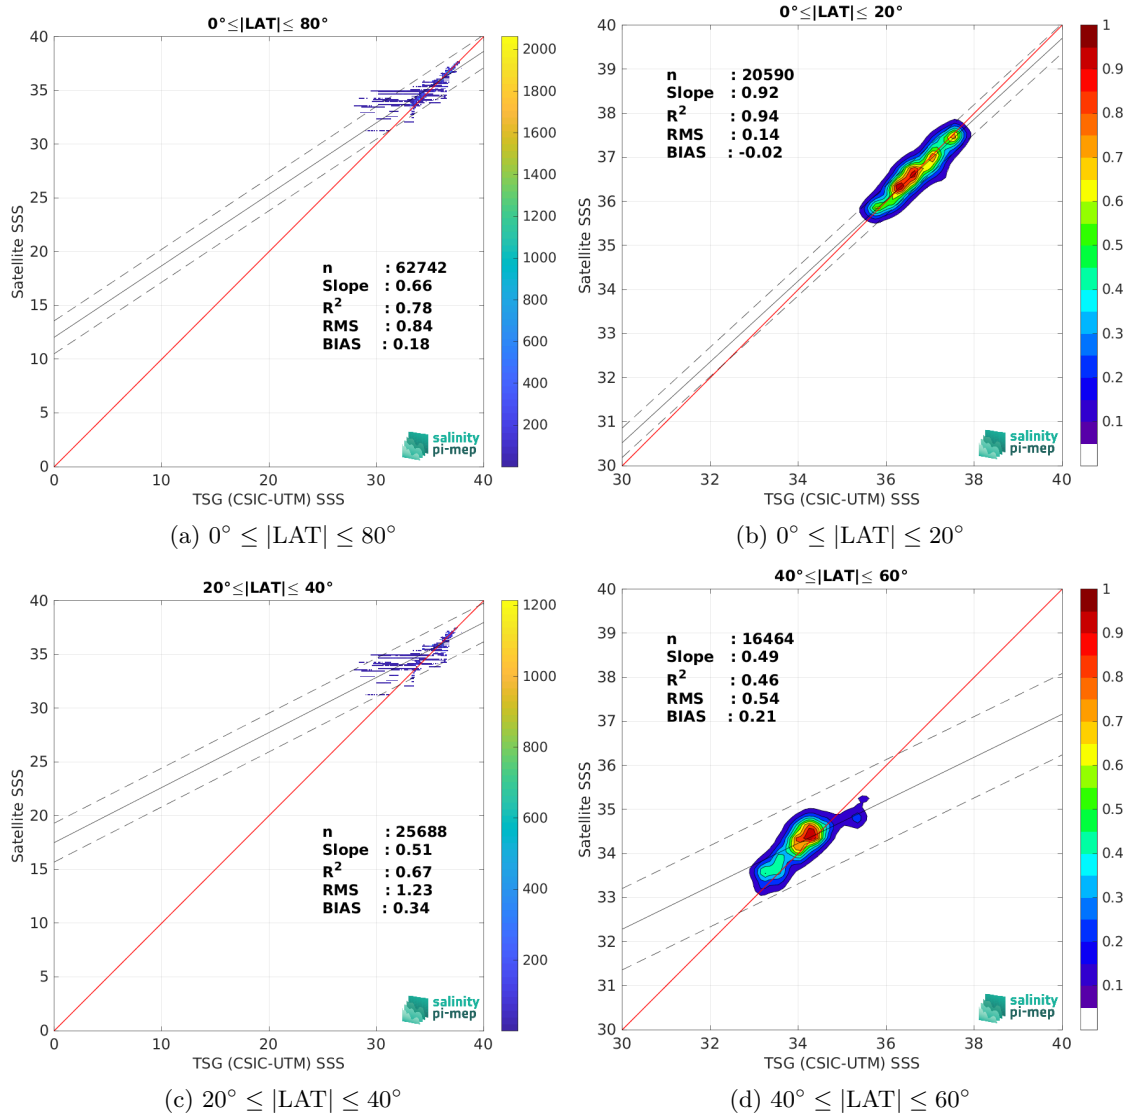 0°≤|LAT|≤ 80°
40
35
30
25
20
15
10
5
0
0
10
20
30
40
Satellite SSS
TSG (CSIC-UTM) SSS
n : 62742
Slope : 0.66
R² : 0.78
RMS : 0.84
BIAS : 0.18
salinity
pi-mep
2000
1800
1600
1400
1200
1000
800
600
400
200
(a) 0° ≤ |LAT| ≤ 80°
0°≤|LAT|≤ 20°
40
39
38
37
36
35
34
33
32
31
30
30
32
34
36
38
40
Satellite SSS
TSG (CSIC-UTM) SSS
n : 20590
Slope : 0.92
R² : 0.94
RMS : 0.14
BIAS : -0.02
salinity
pi-mep
1
0.9
0.8
0.7
0.6
0.5
0.4
0.3
0.2
0.1
(b) 0° ≤ |LAT| ≤ 20°
20°≤|LAT|≤ 40°
40
35
30
25
20
15
10
5
0
0
10
20
30
40
Satellite SSS
TSG (CSIC-UTM) SSS
n : 25688
Slope : 0.51
R² : 0.67
RMS : 1.23
BIAS : 0.34
salinity
pi-mep
1200
1000
800
600
400
200
(c) 20° ≤ |LAT| ≤ 40°
40°≤|LAT|≤ 60°
40
39
38
37
36
35
34
33
32
31
30
30
32
34
36
38
40
Satellite SSS
TSG (CSIC-UTM) SSS
n : 16464
Slope : 0.49
R² : 0.46
RMS : 0.54
BIAS : 0.21
salinity
pi-mep
1
0.9
0.8
0.7
0.6
0.5
0.4
0.3
0.2
0.1
(d) 40° ≤ |LAT| ≤ 60°